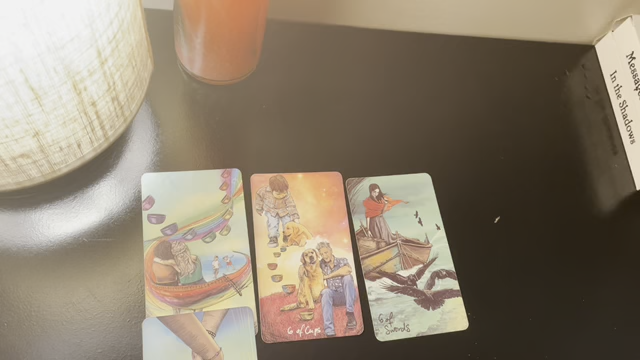 Message
In the Shadows
6 of Cups
6 of
Swords